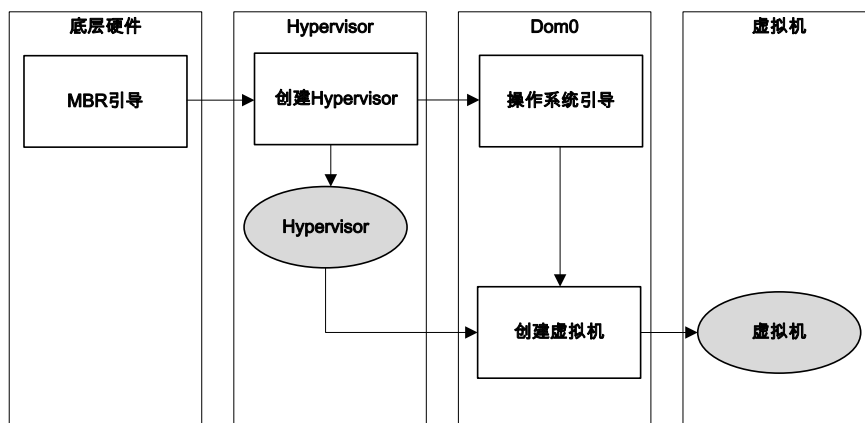 底层硬件
Hypervisor
Dom0
虚拟机
MBR引导
创建Hypervisor
操作系统引导
Hypervisor
创建虚拟机
虚拟机